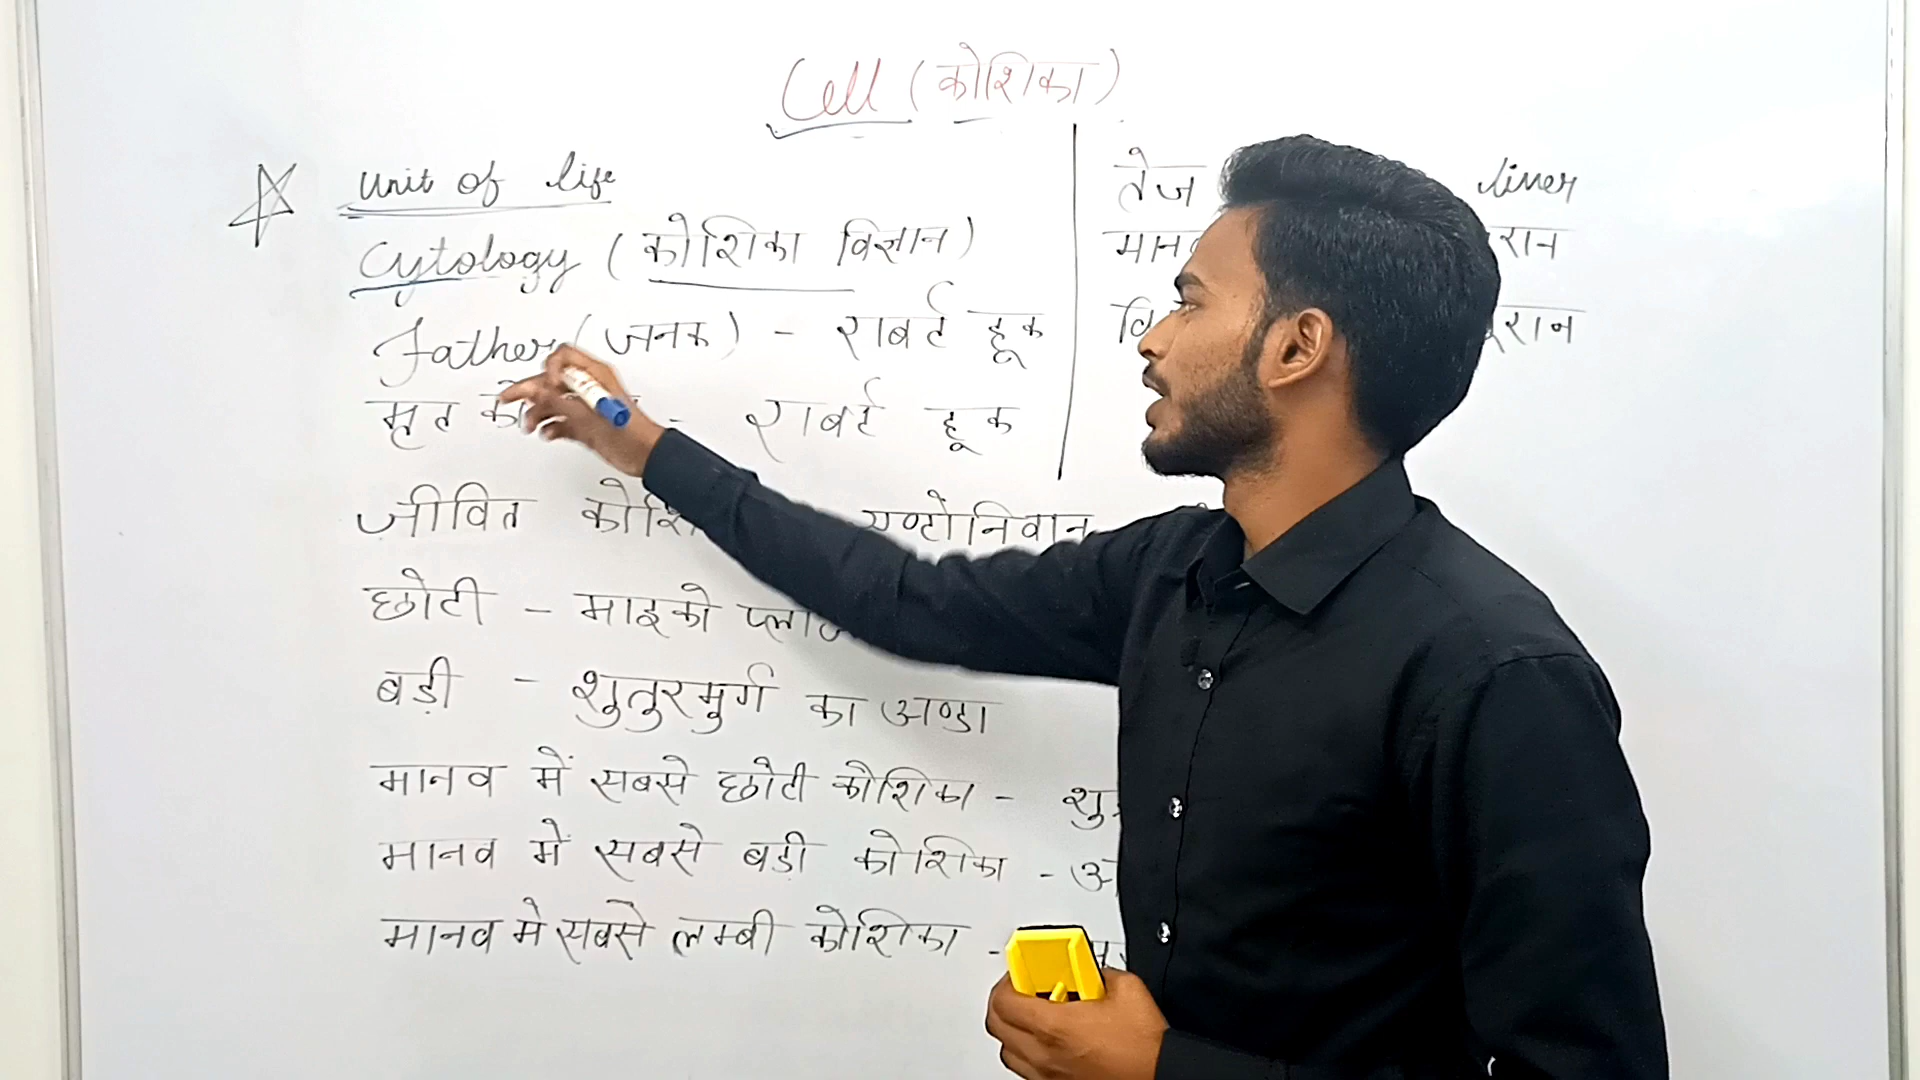 Cell (कोशिका)
Unit of life
Cytology (कोशिका विज्ञान)
Father (जनक) - राबर्ट हूक
मृत - राबर्ट हूक
जीवित एण्टोनिवान
छोटी - माइको
बड़ी - शुतुरमुर्ग का अण्डा
मानव में सबसे छोटी कोशिका -
मानव में सबसे बड़ी कोशिका -
मानव मे सबसे लम्बी कोशिका -
तेज liver